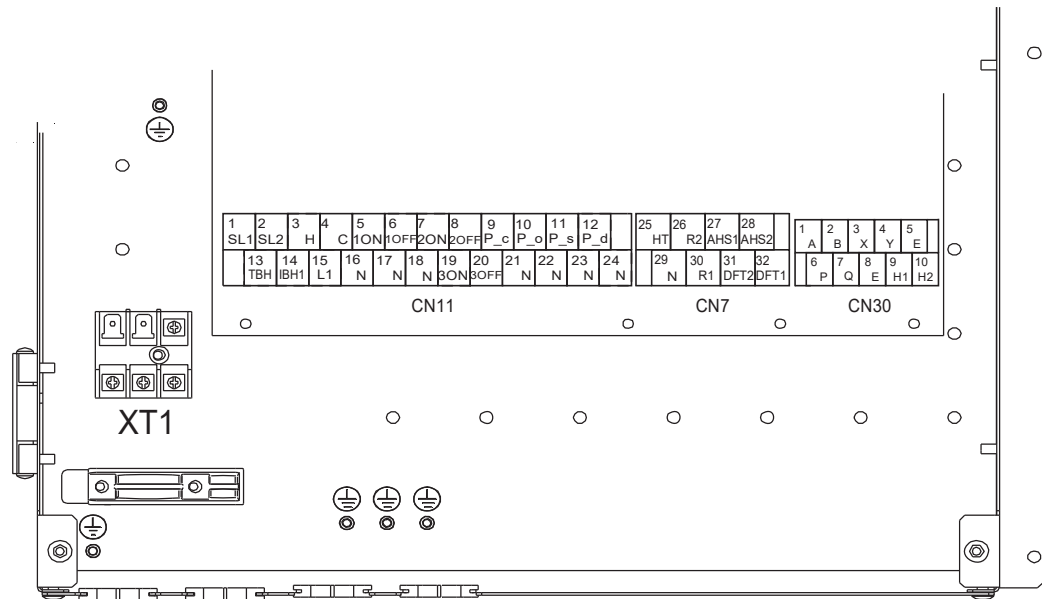 1 2 3 4 5 6 7 8 9 10 11 12
SL1 SL2 H C 1ON 1OFF 2ON 2OFF P_c P_o P_s P_d
13 14 15 16 17 18 19 20 21 22 23 24
TBH IBH1 L1 N N N 3ON 3OFF N N N N
CN11
25 26 27 28
HT R2 AHS1 AHS2
29 30 31 32
N R1 DFT2 DFT1
CN7
1 2 3 4 5
A B X Y E
6 7 8 9 10
P Q E H1 H2
CN30
XT1